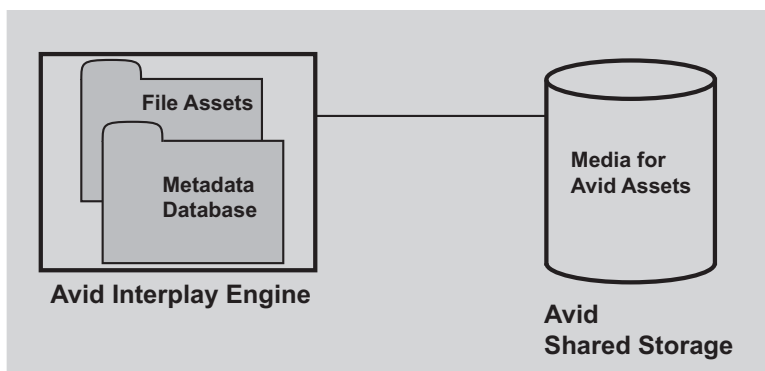 File Assets
Metadata
Database
Avid Interplay Engine
Media for
Avid Assets
Avid
Shared Storage